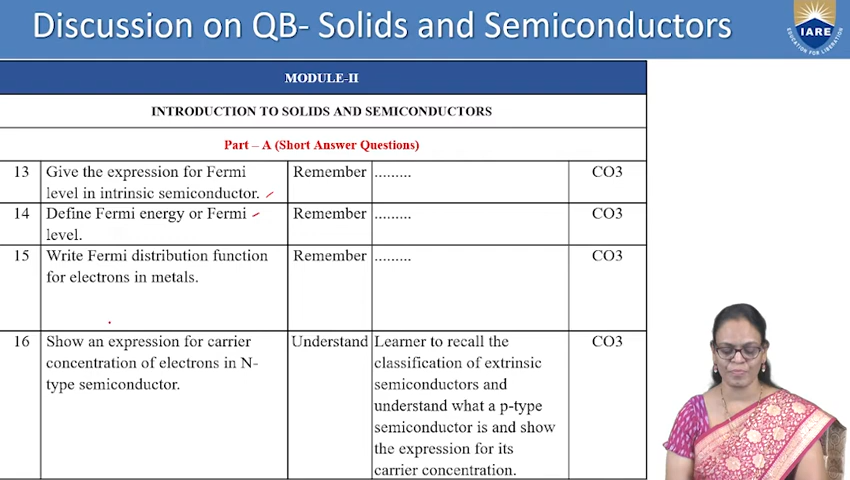 Discussion on QB- Solids and Semiconductors
IARE
EDUCATION FOR LIBERATION
MODULE-II
INTRODUCTION TO SOLIDS AND SEMICONDUCTORS
Part – A (Short Answer Questions)
13 Give the expression for Fermi Remember ......... CO3
level in intrinsic semiconductor.
14 Define Fermi energy or Fermi Remember ......... CO3
level.
15 Write Fermi distribution function Remember ......... CO3
for electrons in metals.
16 Show an expression for carrier Understand Learner to recall the CO3
concentration of electrons in N- classification of extrinsic
type semiconductor. semiconductors and
understand what a p-type
semiconductor is and show
the expression for its
carrier concentration.